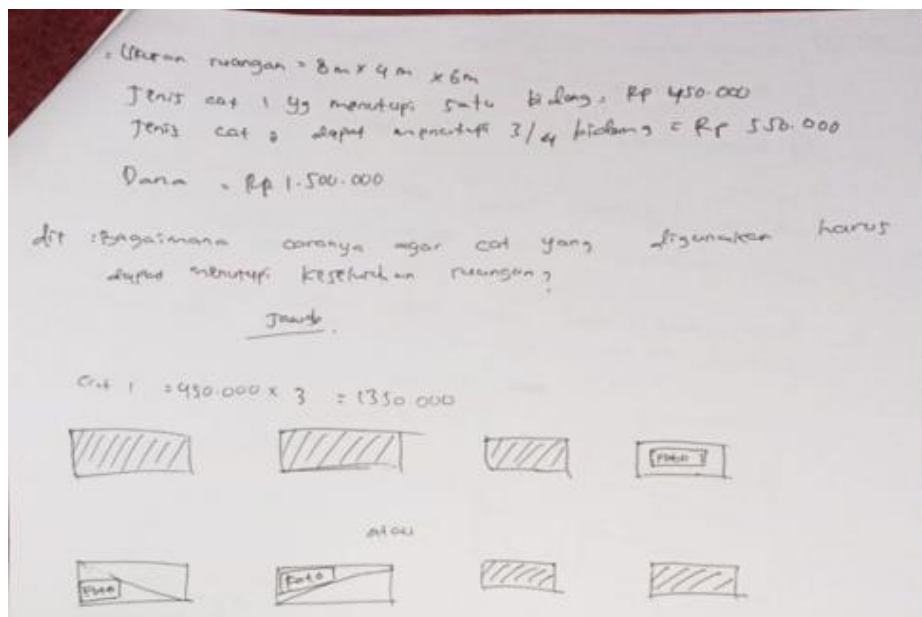 Ukuran ruangan = 8m x 4m x 6m
Jenis cat 1 yg menutupi satu bidang = Rp 450.000
Jenis cat 2 dapat menutupi 3/4 bidang = Rp 550.000
Dana = Rp 1.500.000
dit : Bagaimana caranya agar cat yang digunakan harus
dapat menutupi keseluruhan ruangan?
Jawab.
Cat 1 = 450.000 x 3 = 1350 000
Foto
atau
Foto Foto